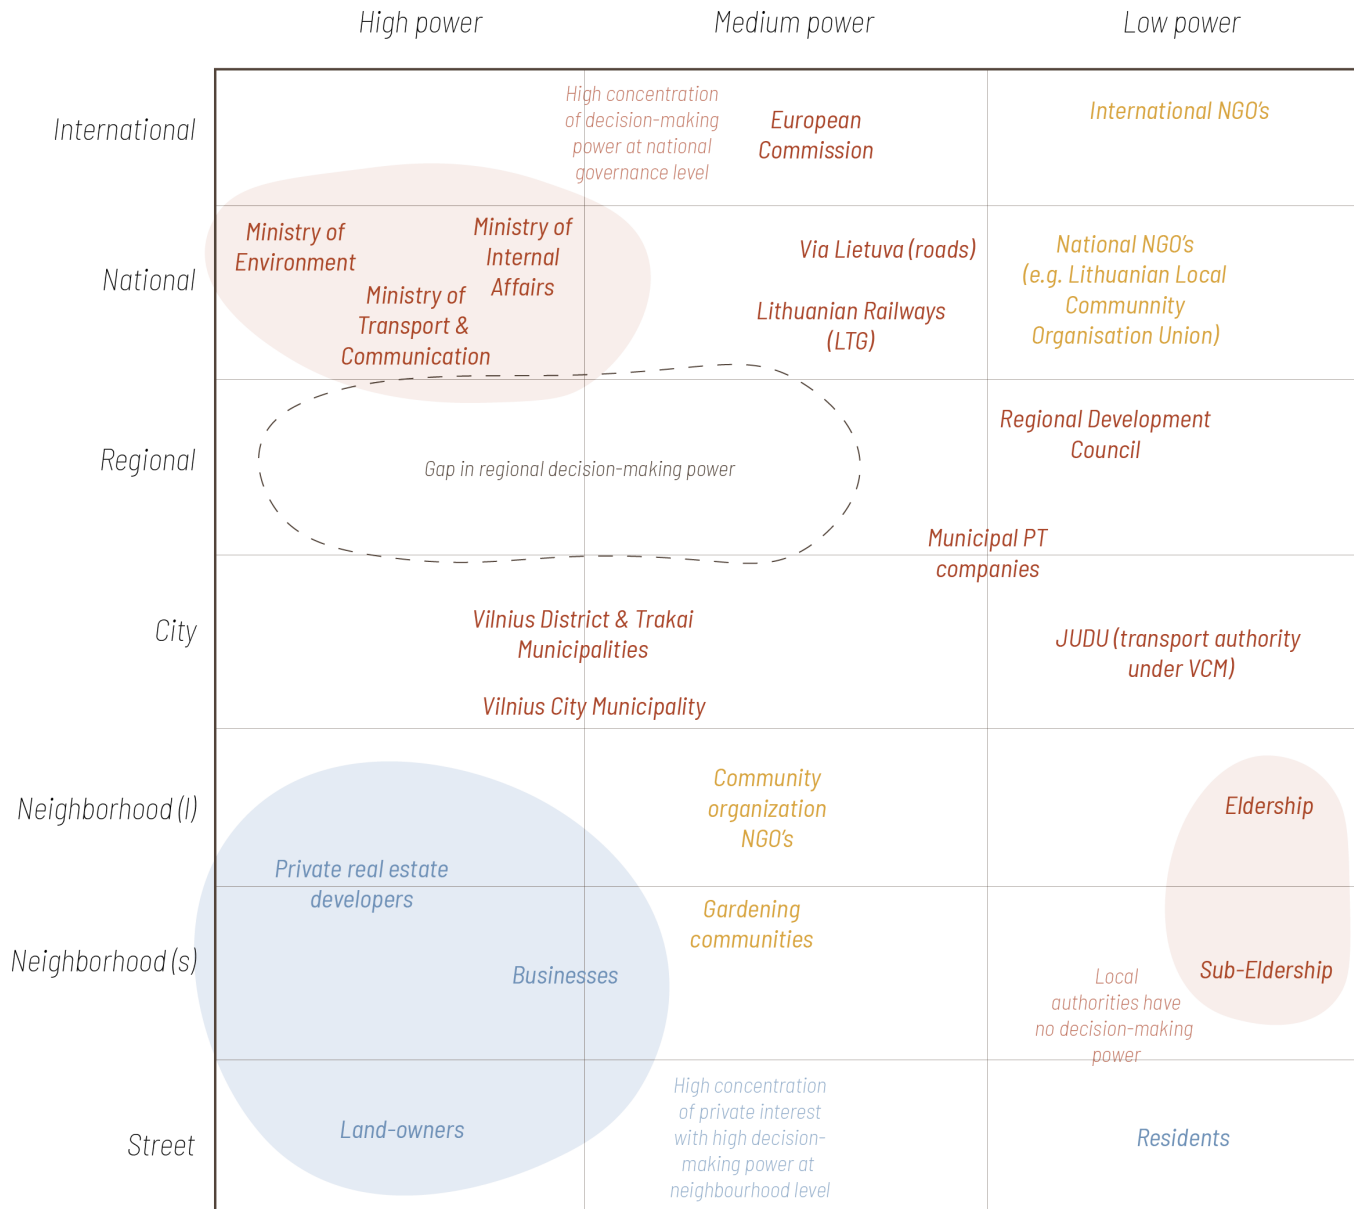 High power
Medium power
Low power
International
High concentration
of decision-making
power at national
governance level
European
Commission
International NGO's
National
Ministry of
Environment
Ministry of
Internal
Affairs
Ministry of
Transport &
Communication
Via Lietuva (roads)
Lithuanian Railways
(LTG)
National NGO's
(e.g. Lithuanian Local
Communnity
Organisation Union)
Regional
Gap in regional decision-making power
Regional Development
Council
Municipal PT
companies
City
Vilnius District & Trakai
Municipalities
Vilnius City Municipality
JUDU (transport authority
under VCM)
Neighborhood (l)
Private real estate
developers
Community
organization
NGO's
Eldership
Neighborhood (s)
Businesses
Gardening
communities
Sub-Eldership
Local
authorities have
no decision-making
power
Street
Land-owners
High concentration
of private interest
with high decision-
making power at
neighbourhood level
Residents